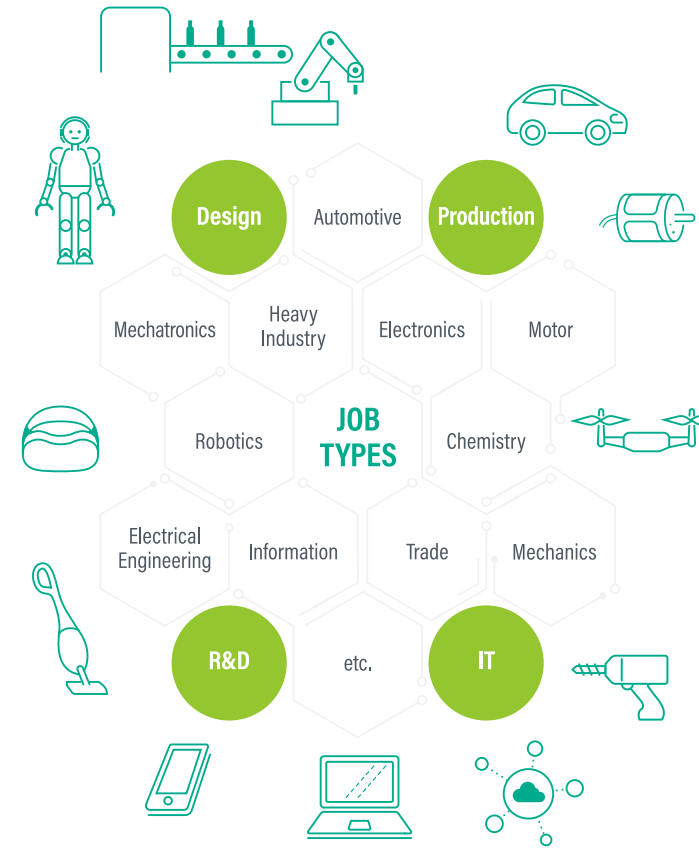 Design
Automotive
Production
Mechatronics
Heavy
Industry
Electronics
Motor
Robotics
JOB
TYPES
Chemistry
Electrical
Engineering
Information
Trade
Mechanics
R&D
etc.
IT